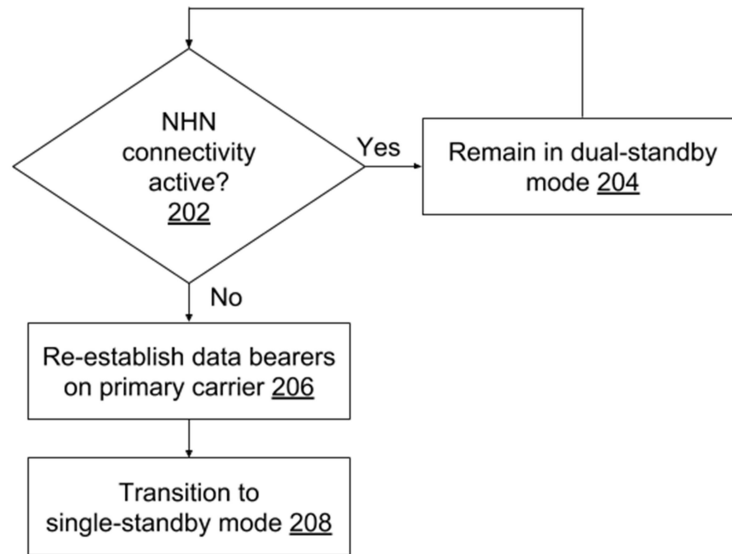 NHN
connectivity
active?
202
Yes
Remain in dual-standby
mode 204
No
Re-establish data bearers
on primary carrier 206
Transition to
single-standby mode 208